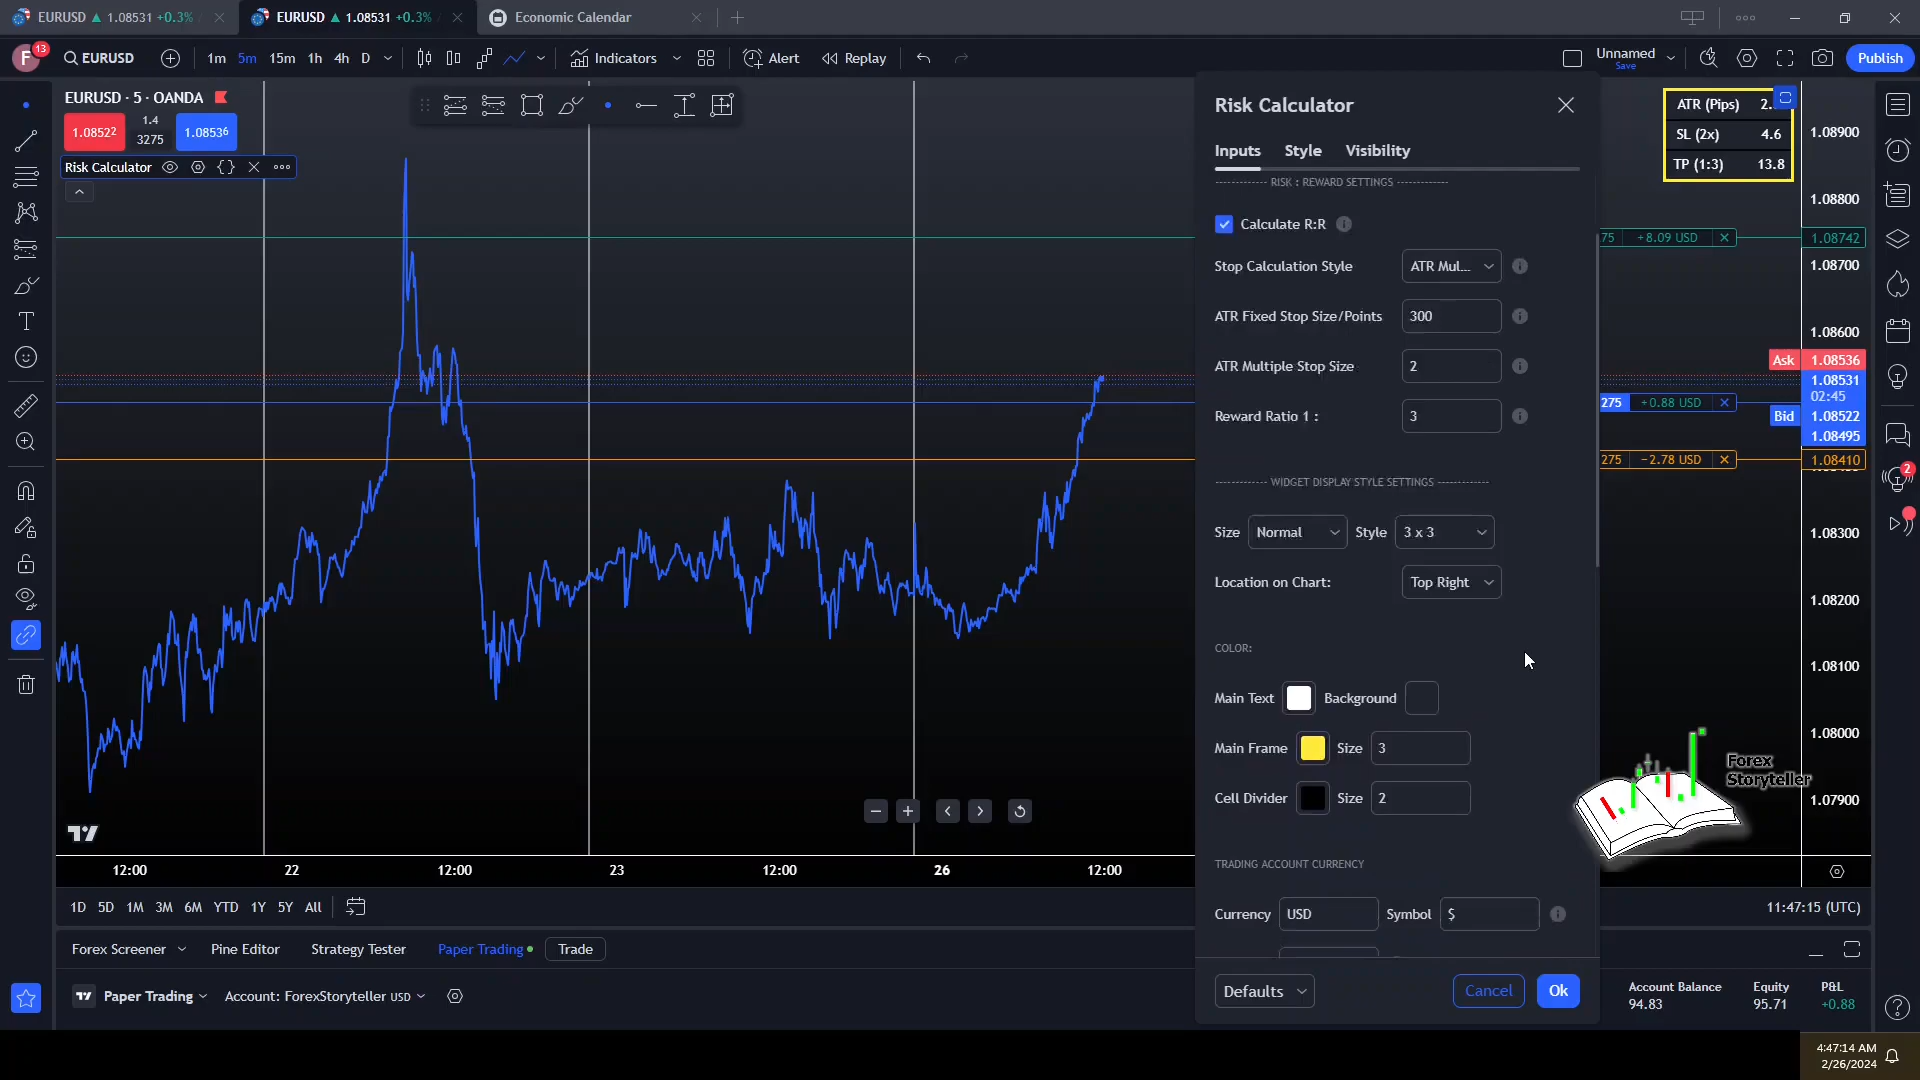 EURUSD ▲ 1.08531 +0.3%
EURUSD ▲ 1.08531 +0.3%
Economic Calendar
F 13
EURUSD
1m 5m 15m 1h 4h D
Indicators
Alert
Replay
Unnamed
Save
Publish
EURUSD · 5 · OANDA
1.08522
1.4
3275
1.08536
Risk Calculator
Risk Calculator
Inputs Style Visibility
------------ RISK : REWARD SETTINGS ------------
Calculate R:R
Stop Calculation Style ATR Mul...
ATR Fixed Stop Size/Points 300
ATR Multiple Stop Size 2
Reward Ratio 1 : 3
------------ WIDGET DISPLAY STYLE SETTINGS ------------
Size Normal Style 3 x 3
Location on Chart: Top Right
COLOR:
Main Text Background
Main Frame Size 3
Cell Divider Size 2
TRADING ACCOUNT CURRENCY
Currency USD Symbol $
Defaults Cancel Ok
ATR (Pips) 2.
SL (2x) 4.6
TP (1:3) 13.8
1.08900
1.08800
75 +8.09 USD 1.08742
1.08700
1.08600
Ask 1.08536
1.08531
02:45
275 +0.88 USD
Bid 1.08522
1.08495
275 −2.78 USD 1.08410
1.08300
1.08200
1.08100
1.08000
1.07900
Forex
Storyteller
2
12:00 22 12:00 23 12:00 26 12:00
1D 5D 1M 3M 6M YTD 1Y 5Y All
11:47:15 (UTC)
Forex Screener Pine Editor Strategy Tester Paper Trading Trade
Paper Trading Account: ForexStoryteller USD
Account Balance Equity P&L
94.83 95.71 +0.88
4:47:14 AM
2/26/2024